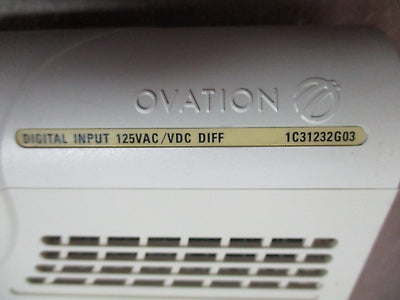 OVATION
DIGITAL INPUT 125VAC/VDC DIFF 1C31232G03